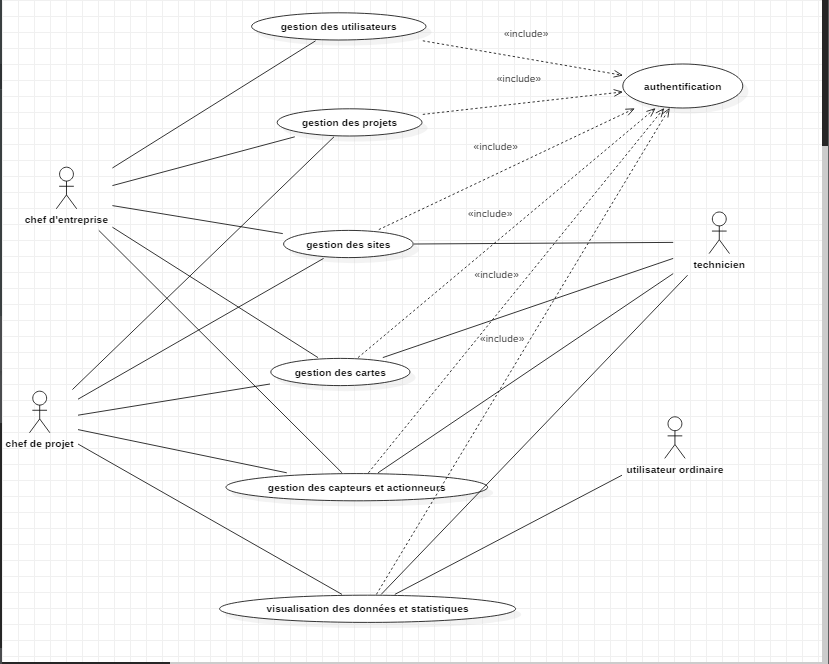 gestion des utilisateurs
«include»
«include»
authentification
gestion des projets
«include»
chef d'entreprise
«include»
gestion des sites
technicien
«include»
«include»
gestion des cartes
chef de projet
utilisateur ordinaire
gestion des capteurs et actionneurs
visualisation des données et statistiques